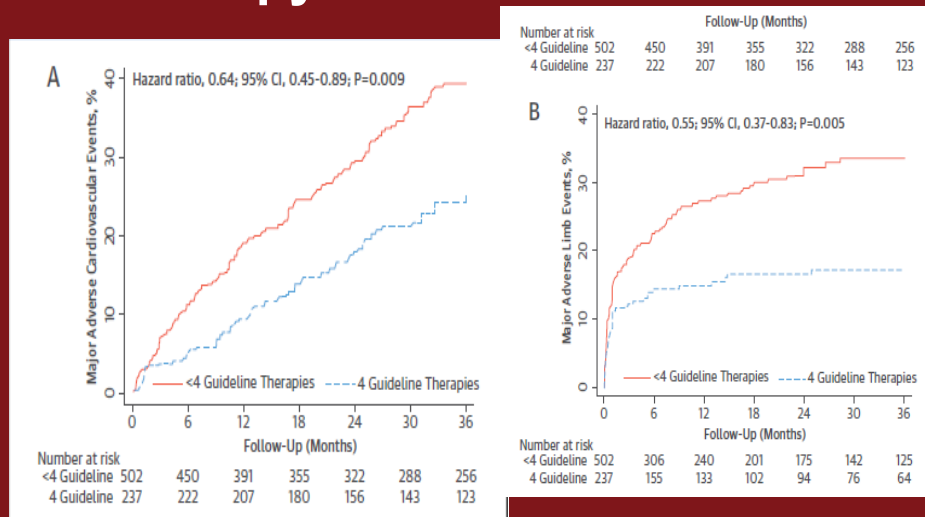 A
Hazard ratio, 0.64; 95% CI, 0.45-0.89; P=0.009
Major Adverse Cardiovascular Events, %
40
30
20
10
0
<4 Guideline Therapies
4 Guideline Therapies
0 6 12 18 24 30 36
Follow-Up (Months)
Number at risk
<4 Guideline 502 450 391 355 322 288 256
4 Guideline 237 222 207 180 156 143 123
Follow-Up (Months)
Number at risk
<4 Guideline 502 450 391 355 322 288 256
4 Guideline 237 222 207 180 156 143 123
B
Hazard ratio, 0.55; 95% CI, 0.37-0.83; P=0.005
Major Adverse Limb Events, %
40
30
20
10
0
<4 Guideline Therapies
4 Guideline Therapies
0 6 12 18 24 30 36
Follow-Up (Months)
Number at risk
<4 Guideline 502 306 240 201 175 142 125
4 Guideline 237 155 133 102 94 76 64